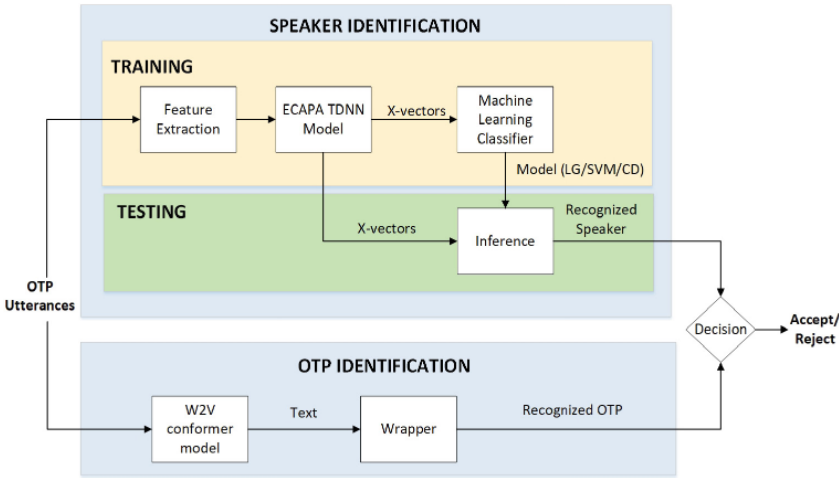 SPEAKER IDENTIFICATION
TRAINING
Feature
Extraction
ECAPA TDNN
Model
X-vectors
Machine
Learning
Classifier
Model (LG/SVM/CD)
TESTING
X-vectors
Inference
Recognized
Speaker
OTP
Utterances
Decision
Accept/
Reject
OTP IDENTIFICATION
W2V
conformer
model
Text
Wrapper
Recognized OTP